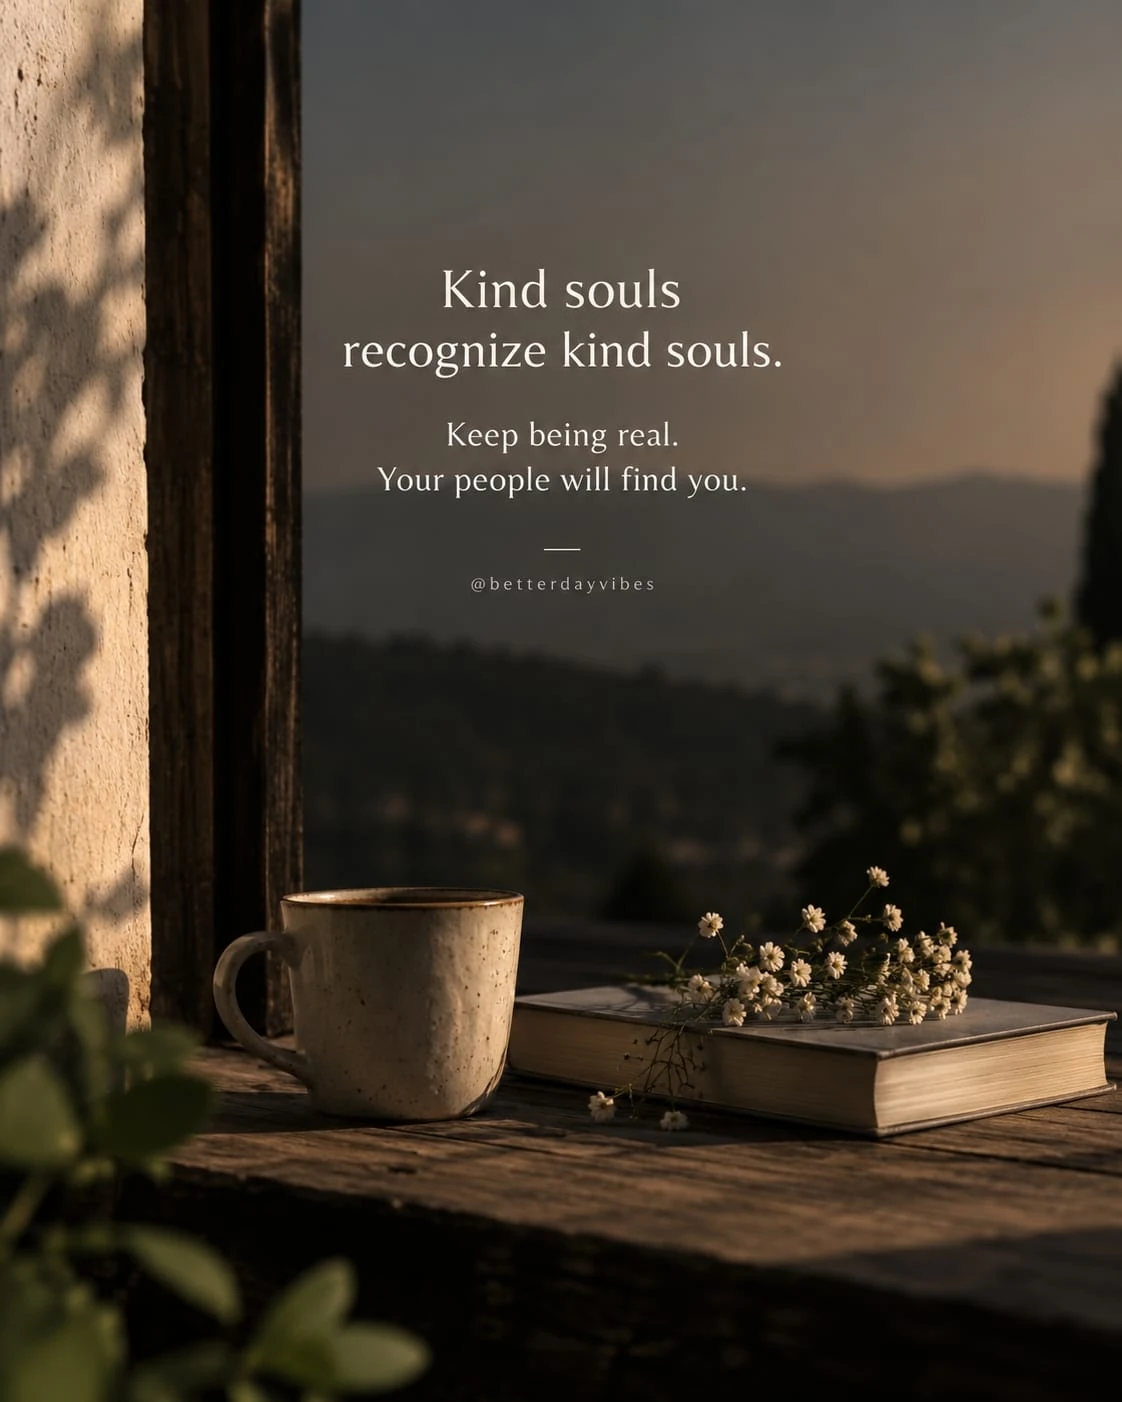 Kind souls
recognize kind souls.
Keep being real.
Your people will find you.
@betterdayvibes